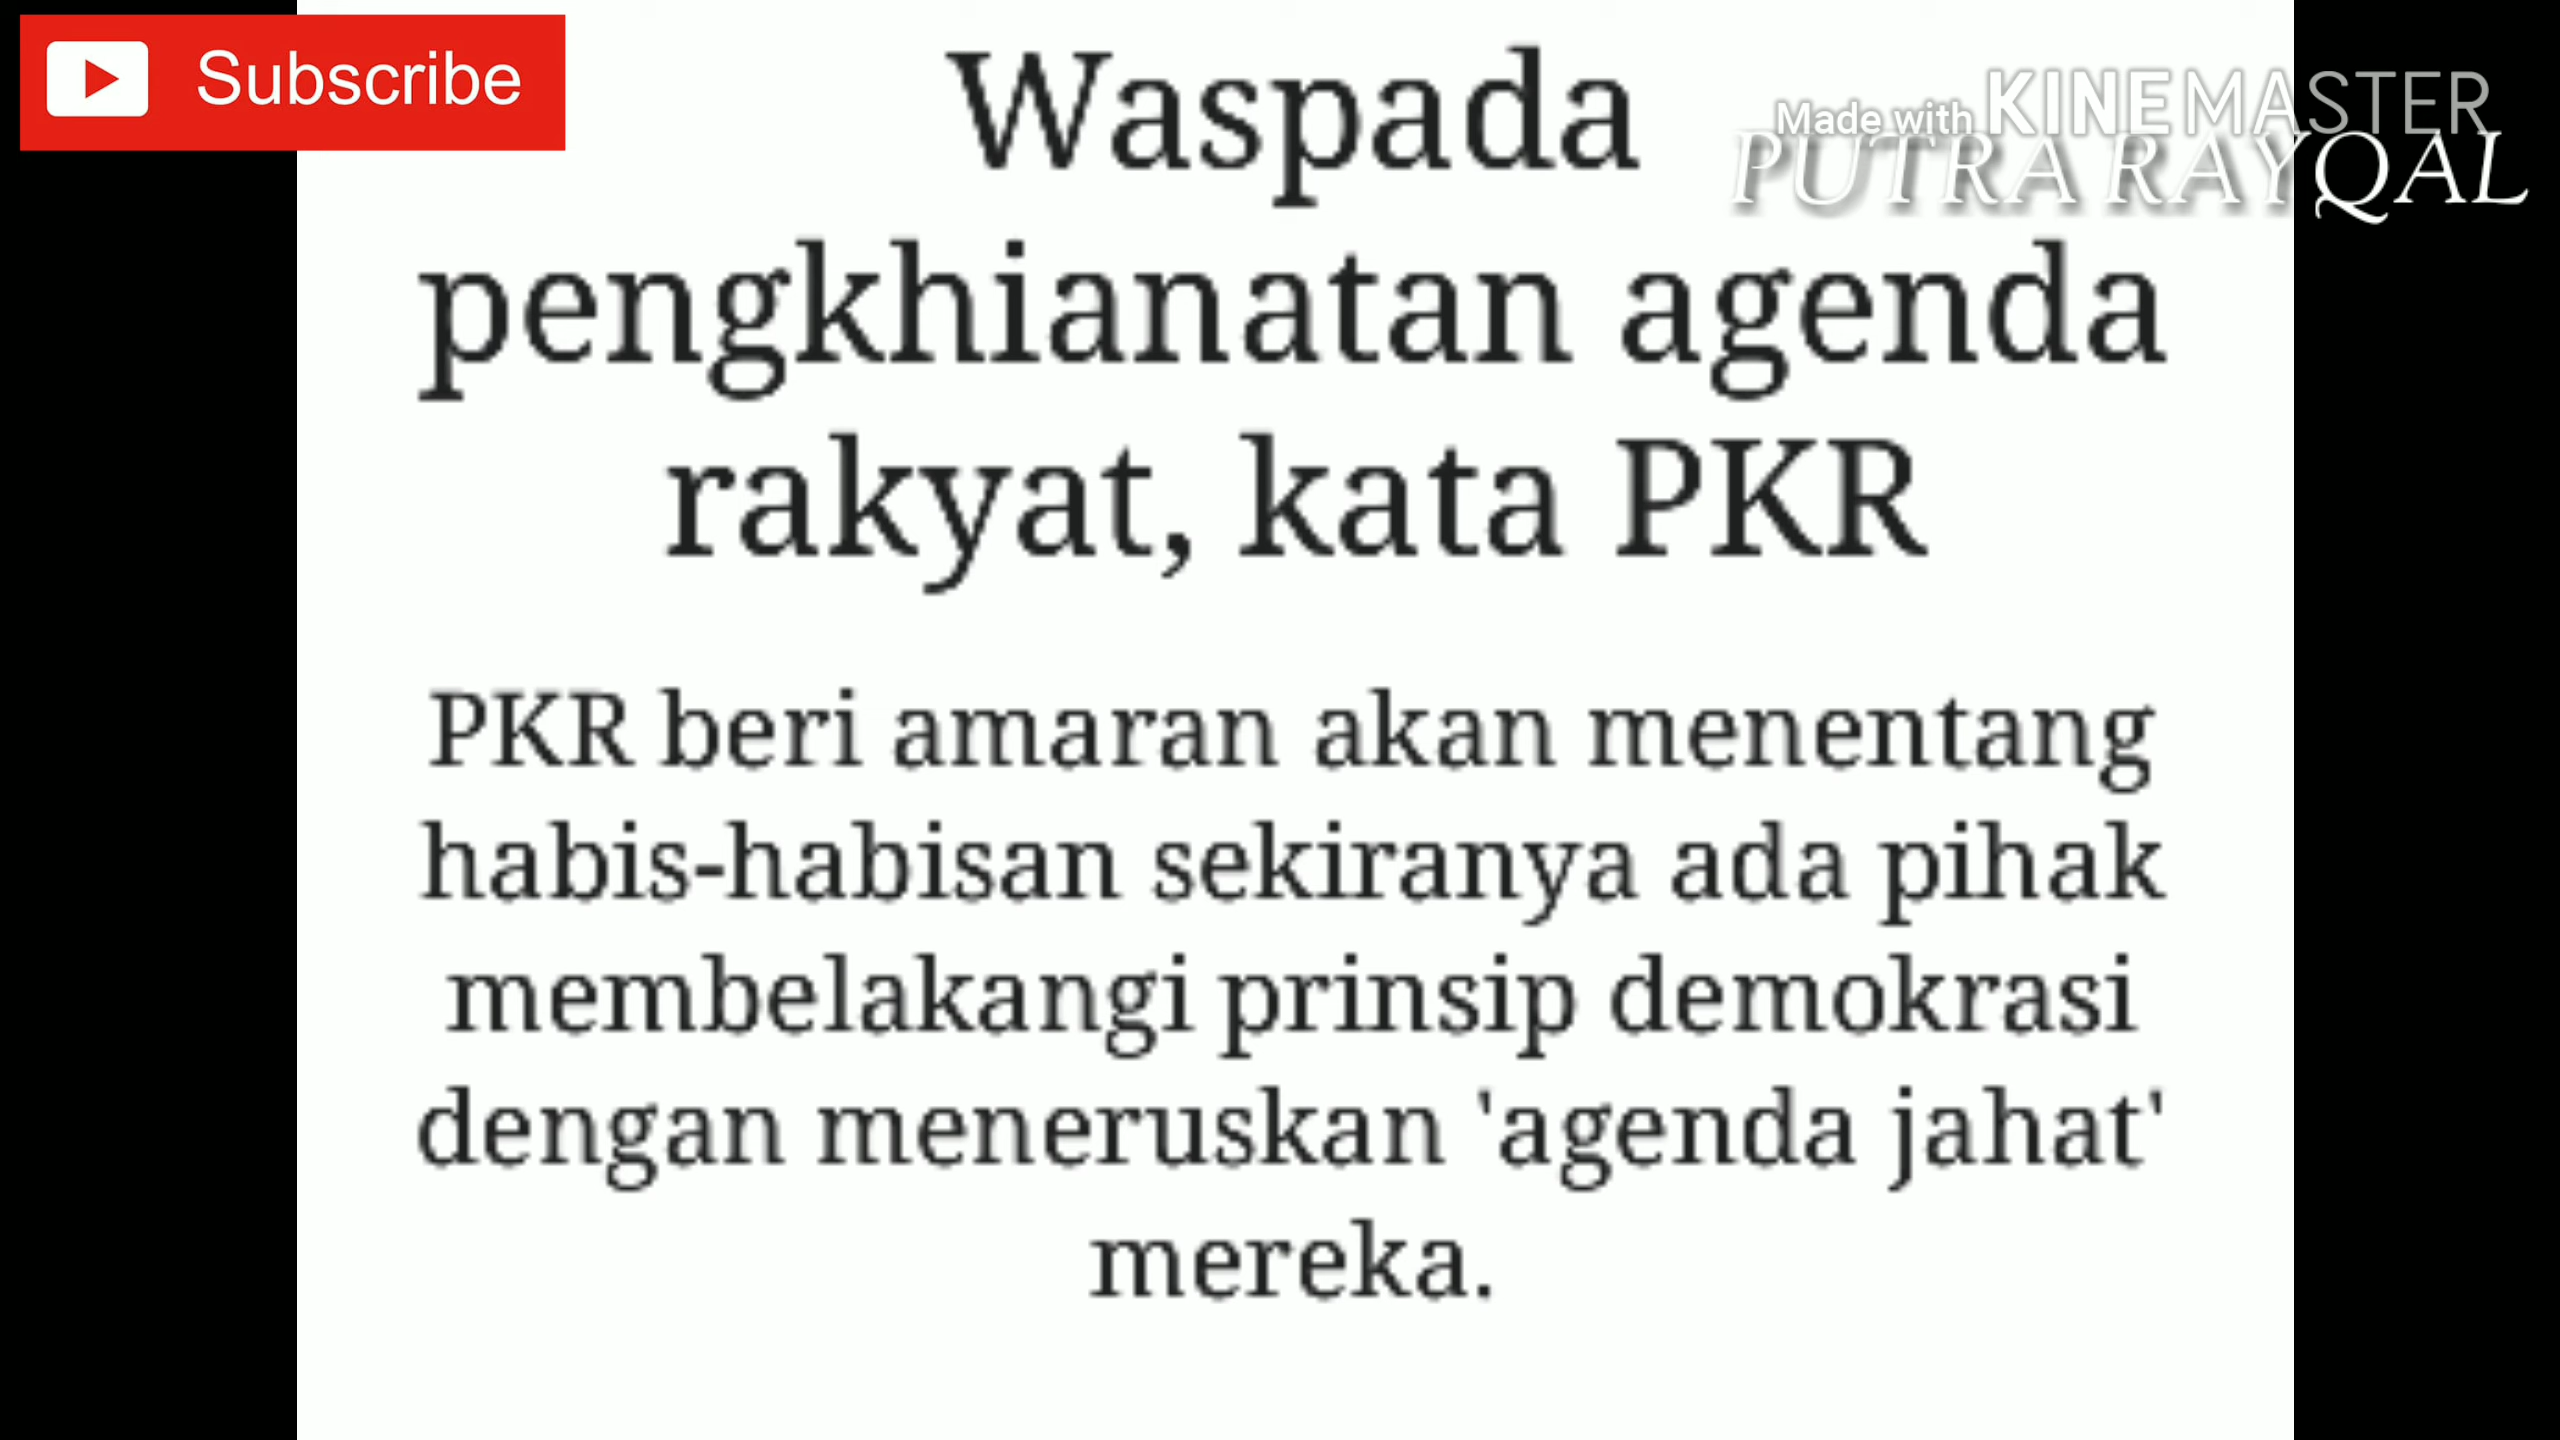 Subscribe
Made with KINEMASTER
PUTRA RAYQAL
Waspada
pengkhianatan agenda
rakyat, kata PKR
PKR beri amaran akan menentang
habis-habisan sekiranya ada pihak
membelakangi prinsip demokrasi
dengan meneruskan 'agenda jahat'
mereka.